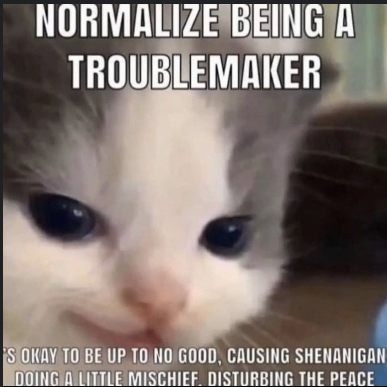 NORMALIZE BEING A
TROUBLEMAKER
'S OKAY TO BE UP TO NO GOOD, CAUSING SHENANIGAN
DOING A LITTLE MISCHIEF, DISTURBING THE PEACE